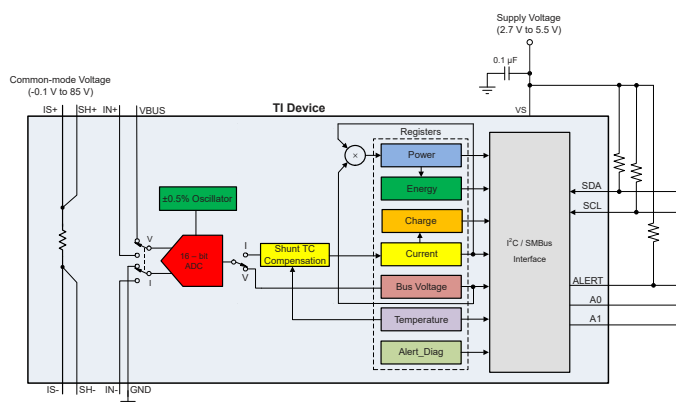 Supply Voltage
(2.7 V to 5.5 V)
0.1 µF
Common-mode Voltage
(-0.1 V to 85 V)
IS+ SH+ IN+ VBUS
TI Device
VS
Registers
Power
Energy
Charge
Current
Bus Voltage
Temperature
Alert_Diag
×
±0.5% Oscillator
16 – bit
ADC
V
I
I
V
Shunt TC
Compensation
I²C / SMBus
Interface
SDA
SCL
ALERT
A0
A1
IS- SH- IN- GND